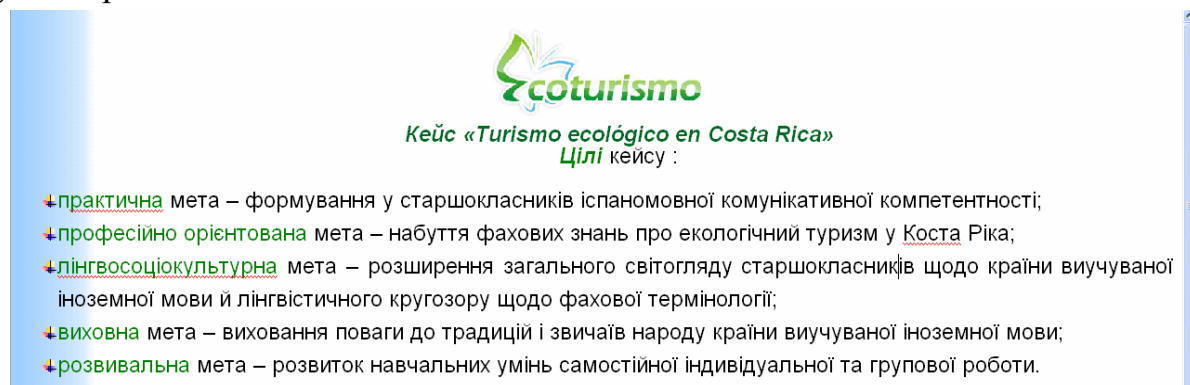 Ecoturismo
Кейс «Turismo ecológico en Costa Rica»
Цілі кейсу :
практична мета – формування у старшокласників іспаномовної комунікативної компетентності;
професійно орієнтована мета – набуття фахових знань про екологічний туризм у Коста Ріка;
лінгвосоціокультурна мета – розширення загального світогляду старшокласників щодо країни виучуваної
іноземної мови й лінгвістичного кругозору щодо фахової термінології;
виховна мета – виховання поваги до традицій і звичаїв народу країни виучуваної іноземної мови;
розвивальна мета – розвиток навчальних умінь самостійної індивідуальної та групової роботи.